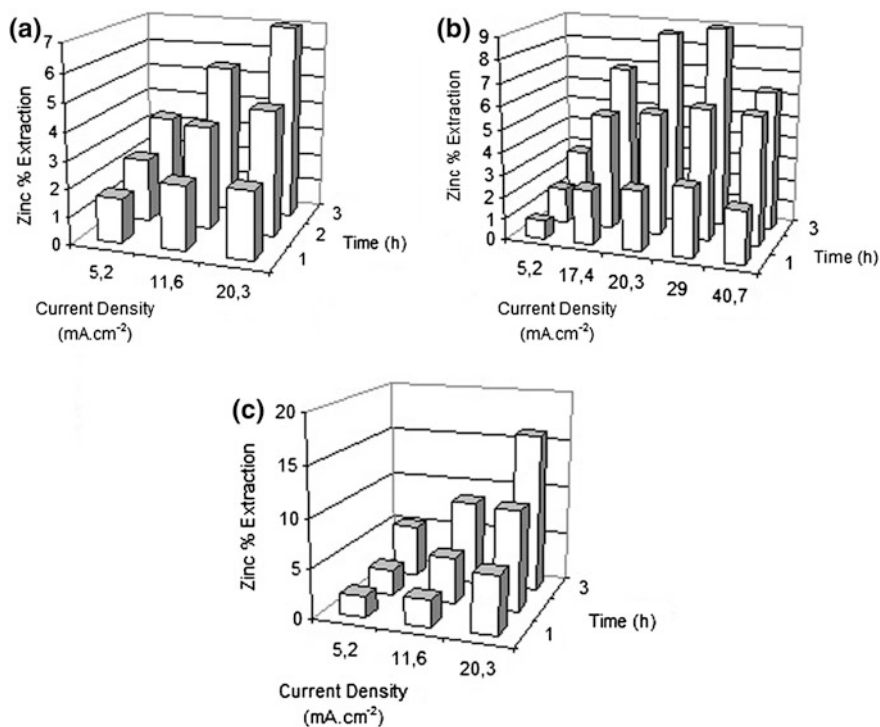 (a)
7
6
5
4
3
2
1
0
Zinc % Extraction
5,2
11,6
20,3
Current Density
(mA.cm⁻²)
1
2
3
Time (h)
(b)
9
8
7
6
5
4
3
2
1
0
Zinc % Extraction
5,2
17,4
20,3
29
40,7
Current Density
(mA.cm⁻²)
1
3
Time (h)
(c)
20
15
10
5
0
Zinc % Extraction
5,2
11,6
20,3
Current Density
(mA.cm⁻²)
1
3
Time (h)